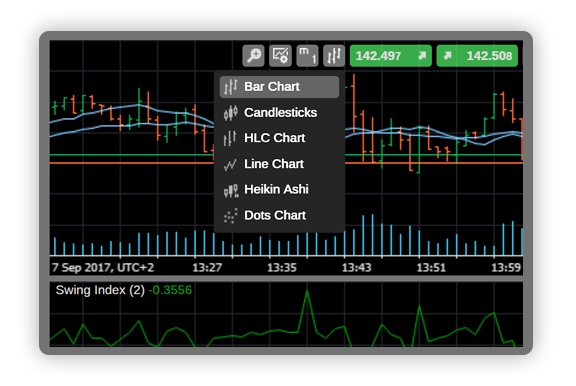 m1
142.497
142.508
Bar Chart
Candlesticks
HLC Chart
Line Chart
Heikin Ashi
Dots Chart
7 Sep 2017, UTC+2 13:27 13:35 13:43 13:51 13:59
Swing Index (2) -0.3556